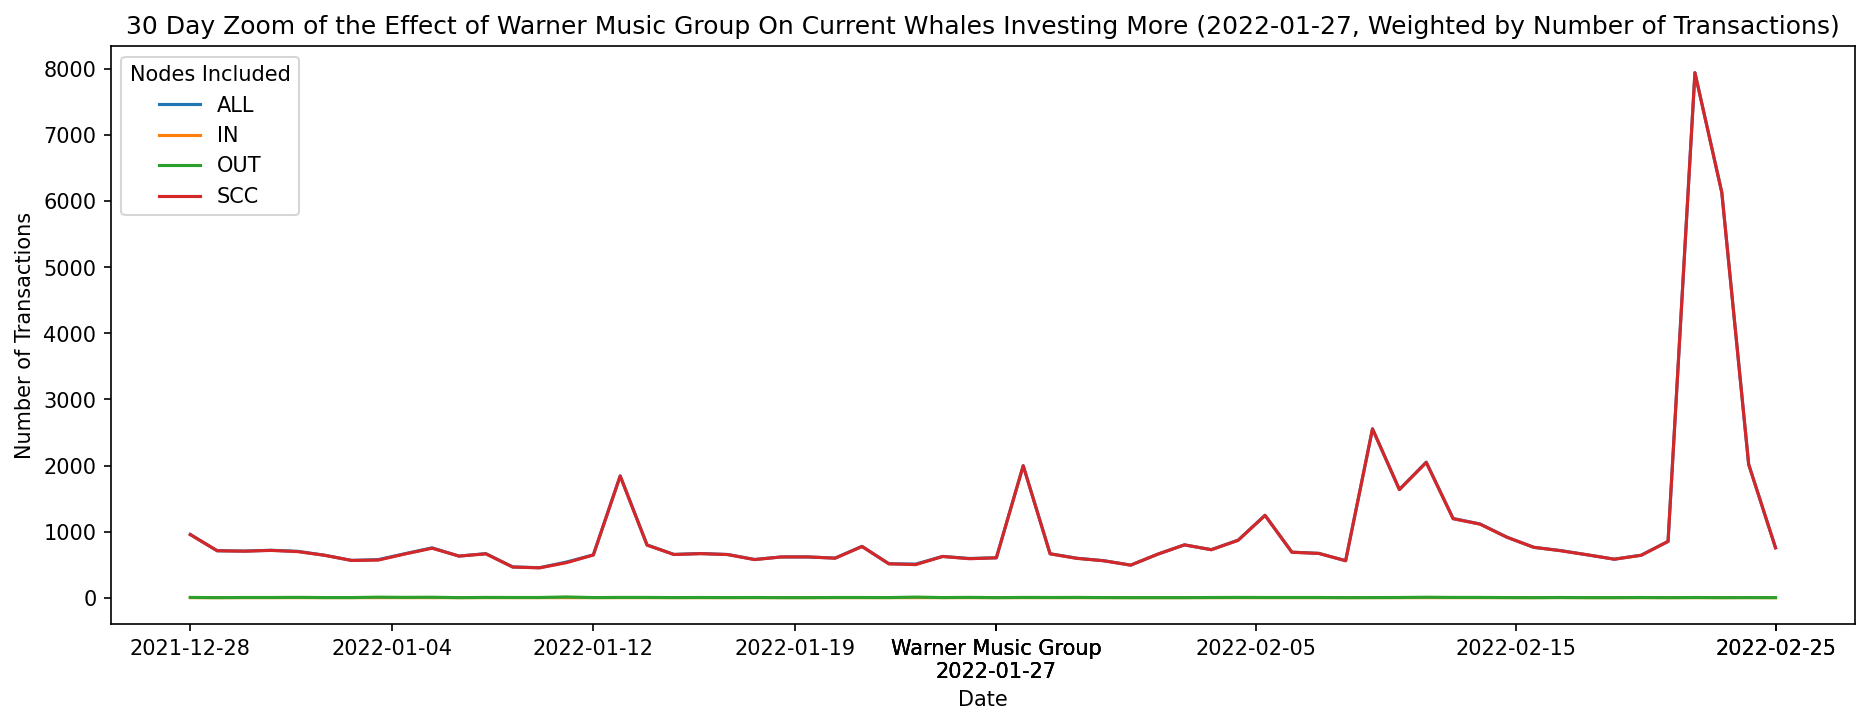 30 Day Zoom of the Effect of Warner Music Group On Current Whales Investing More (2022-01-27, Weighted by Number of Transactions)
Nodes Included
ALL
IN
OUT
SCC
Number of Transactions
8000
7000
6000
5000
4000
3000
2000
1000
0
2021-12-28
2022-01-04
2022-01-12
2022-01-19
Warner Music Group
2022-01-27
2022-02-05
2022-02-15
2022-02-25
Date